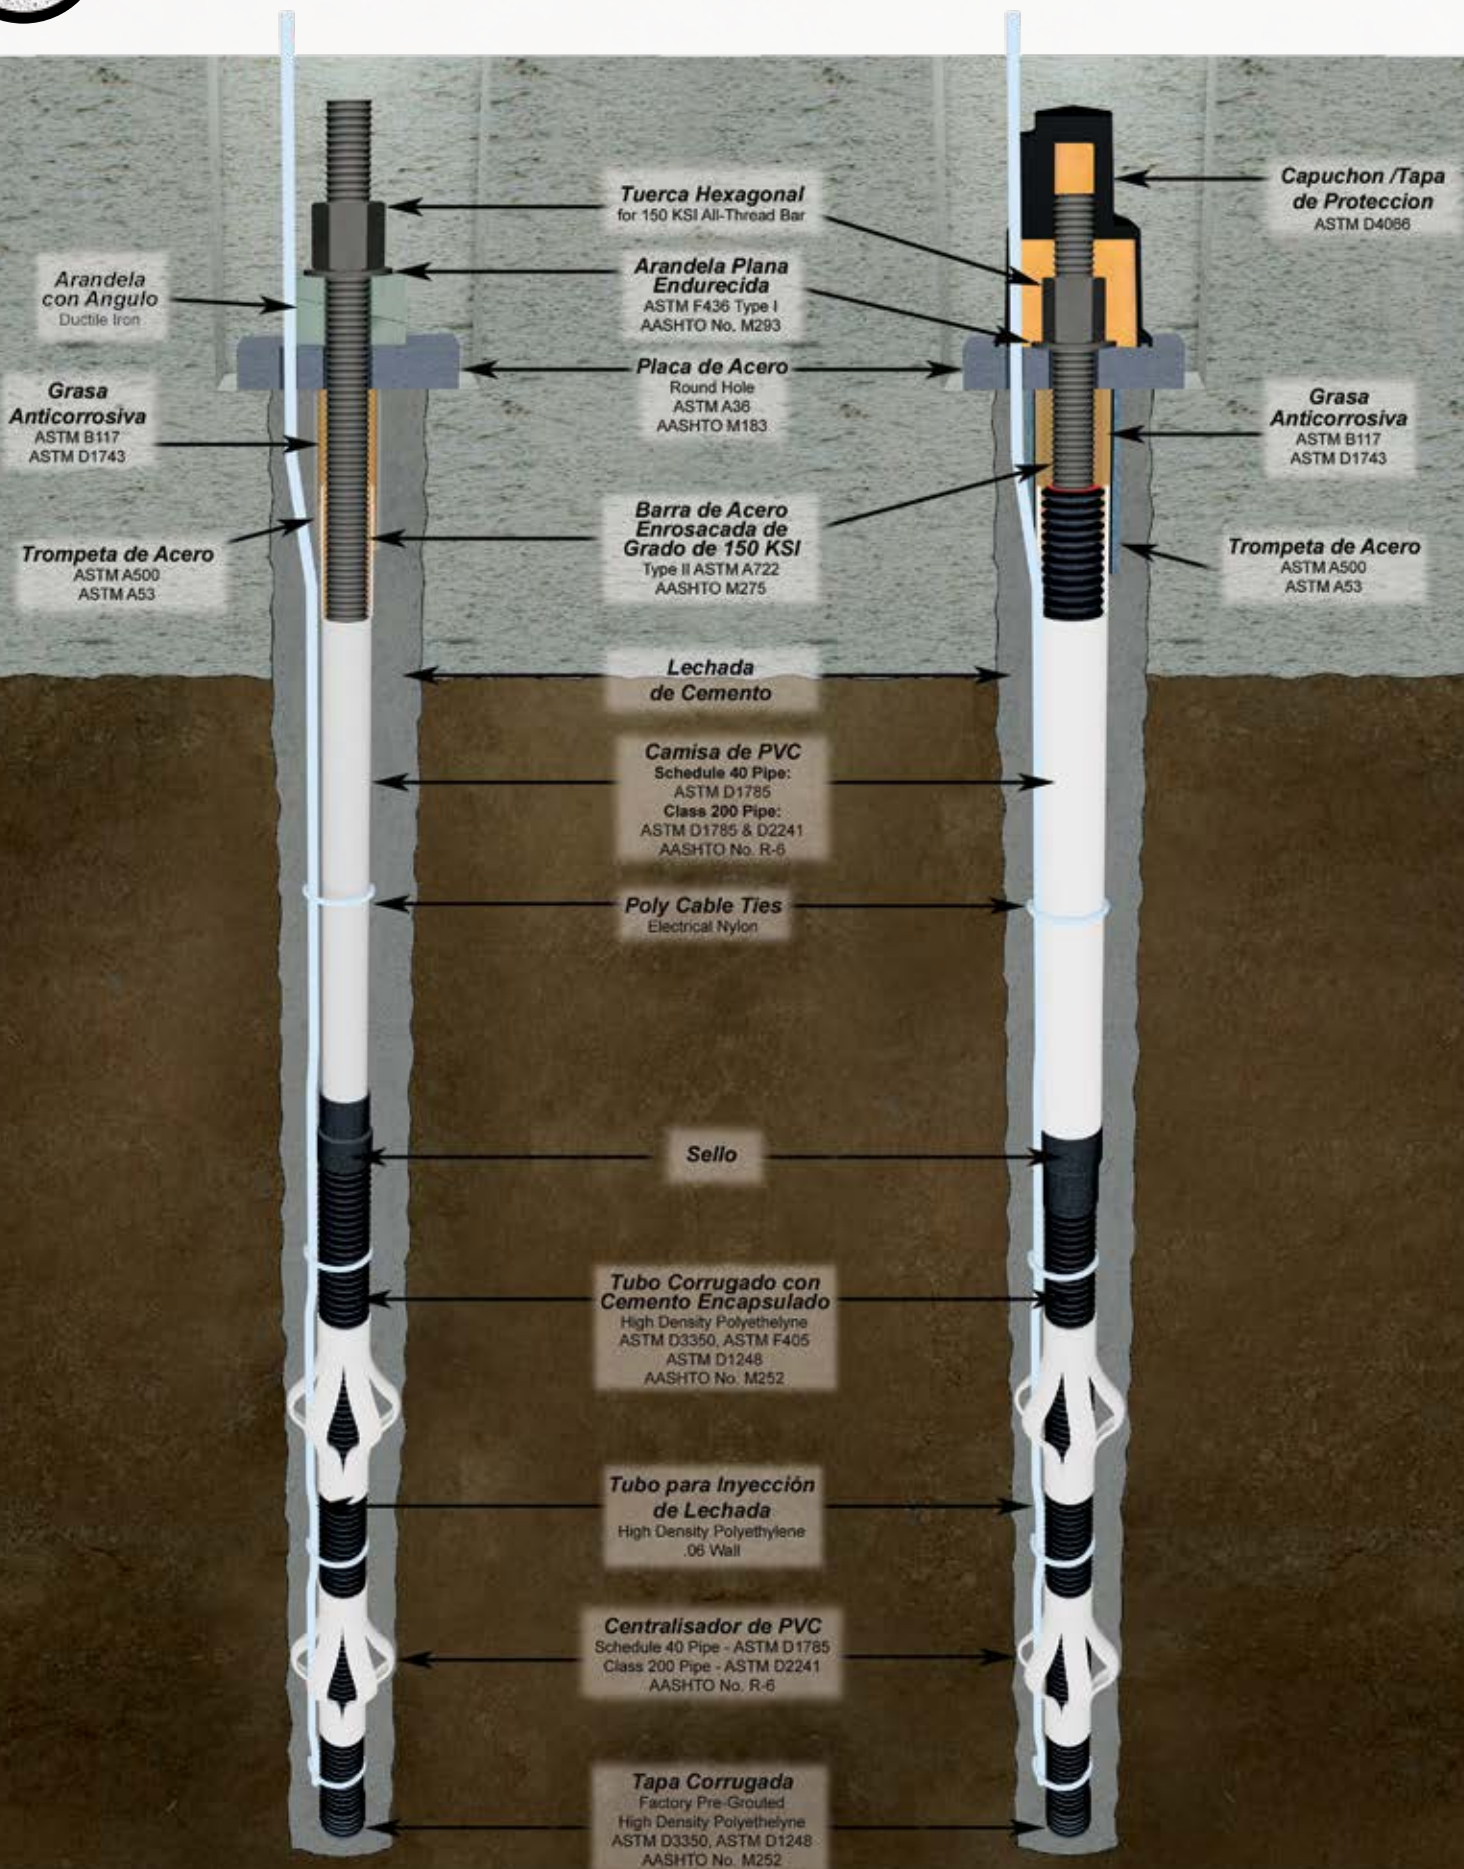 Tuerca Hexagonal
for 150 KSI All-Thread Bar
Capuchon /Tapa
de Proteccion
ASTM D4066
Arandela
con Angulo
Ductile Iron
Arandela Plana
Endurecida
ASTM F436 Type I
AASHTO No. M293
Placa de Acero
Round Hole
ASTM A36
AASHTO M183
Grasa
Anticorrosiva
ASTM B117
ASTM D1743
Grasa
Anticorrosiva
ASTM B117
ASTM D1743
Trompeta de Acero
ASTM A500
ASTM A53
Barra de Acero
Enrosacada de
Grado de 150 KSI
Type II ASTM A722
AASHTO M275
Trompeta de Acero
ASTM A500
ASTM A53
Lechada
de Cemento
Camisa de PVC
Schedule 40 Pipe:
ASTM D1785
Class 200 Pipe:
ASTM D1785 & D2241
AASHTO No. R-6
Poly Cable Ties
Electrical Nylon
Sello
Tubo Corrugado con
Cemento Encapsulado
High Density Polyethelyne
ASTM D3350, ASTM F405
ASTM D1248
AASHTO No. M252
Tubo para Inyección
de Lechada
High Density Polyethylene
.06 Wall
Centralisador de PVC
Schedule 40 Pipe - ASTM D1785
Class 200 Pipe - ASTM D2241
AASHTO No. R-6
Tapa Corrugada
Factory Pre-Grouted
High Density Polyethelyne
ASTM D3350, ASTM D1248
AASHTO No. M252